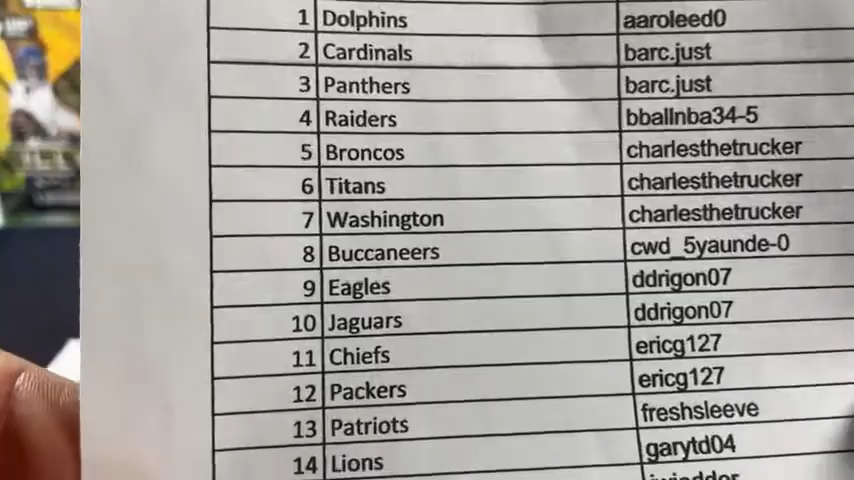 1 Dolphins aaroleed0
2 Cardinals barc.just
3 Panthers barc.just
4 Raiders bballnba34-5
5 Broncos charlesthetrucker
6 Titans charlesthetrucker
7 Washington charlesthetrucker
8 Buccaneers cwd_5yaunde-0
9 Eagles ddrigon07
10 Jaguars ddrigon07
11 Chiefs ericg127
12 Packers ericg127
13 Patriots freshsleeve
14 Lions garytd04